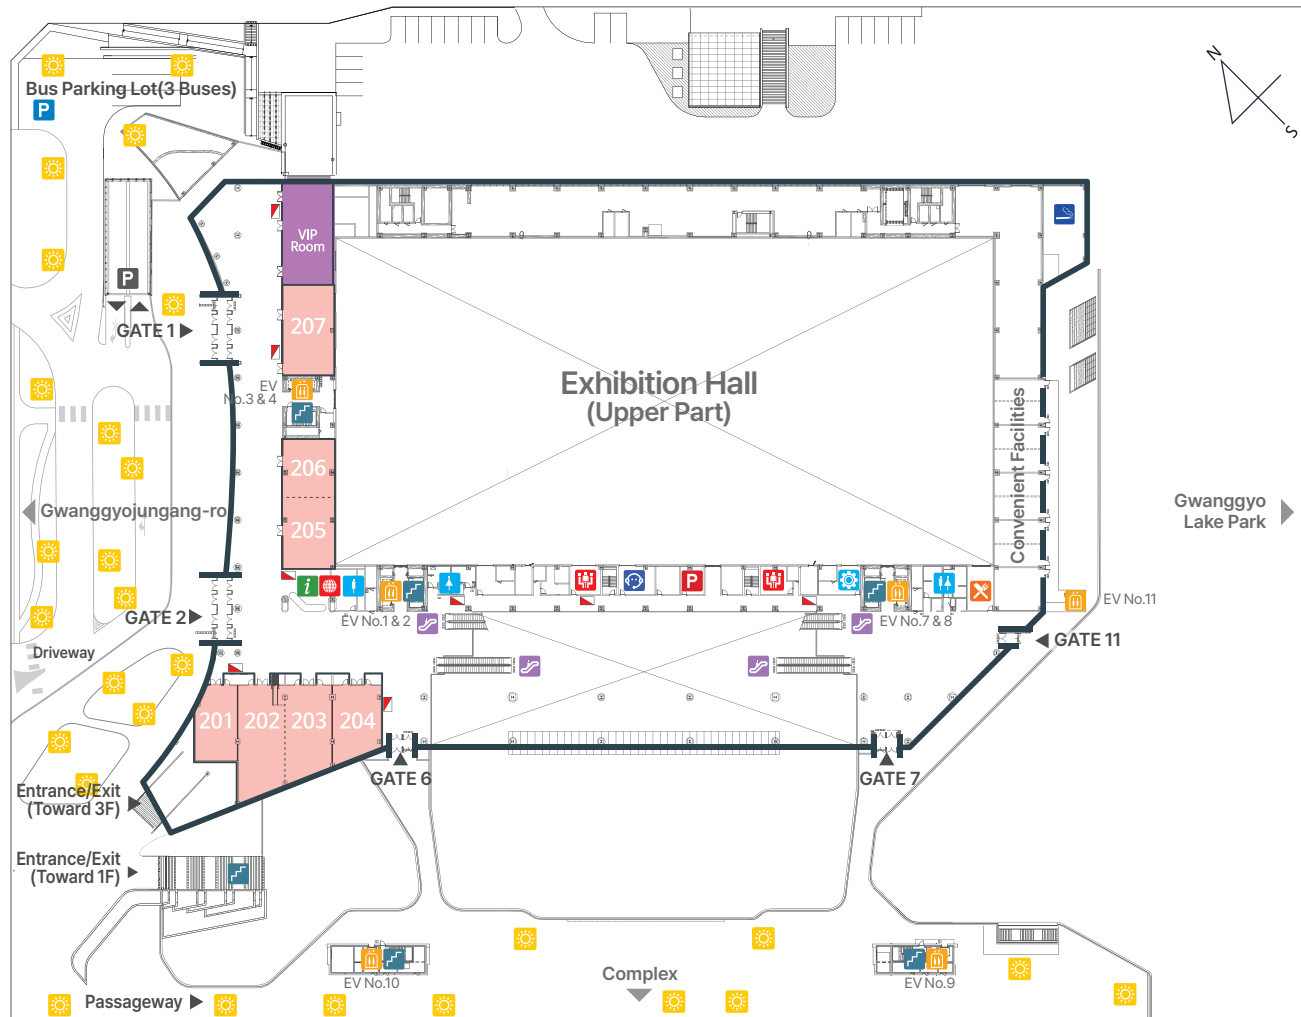 N
S
Bus Parking Lot(3 Buses)
P
VIP
Room
P
GATE 1
207
EV
No.3 & 4
Exhibition Hall
(Upper Part)
Convenient Facilities
206
205
Gwanggyojungang-ro
Gwanggyo
Lake Park
i
P
EV No.1 & 2
EV No.7 & 8
EV No.11
GATE 2
GATE 11
Driveway
201
202
203
204
GATE 6
GATE 7
Entrance/Exit
(Toward 3F)
Entrance/Exit
(Toward 1F)
EV No.10
EV No.9
Complex
Passageway